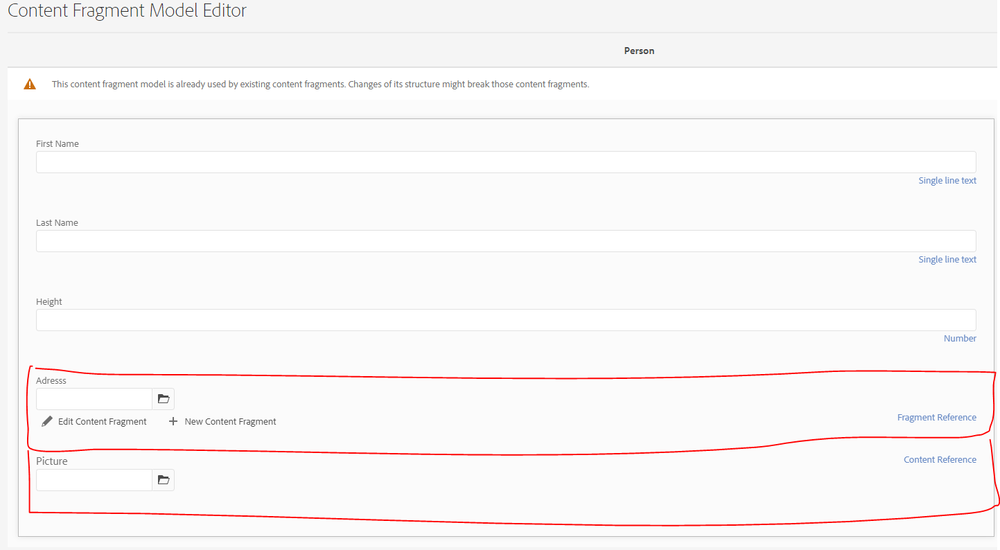 Content Fragment Model Editor
Person
This content fragment model is already used by existing content fragments. Changes of its structure might break those content fragments.
First Name
Single line text
Last Name
Single line text
Height
Number
Adresss
Edit Content Fragment New Content Fragment Fragment Reference
Picture Content Reference